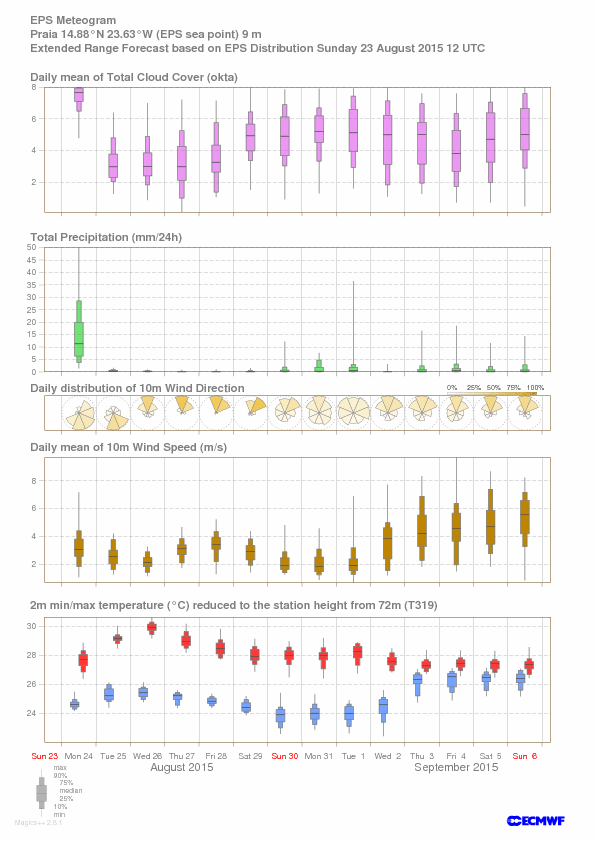 EPS Meteogram
Praia 14.88°N 23.63°W (EPS sea point) 9 m
Extended Range Forecast based on EPS Distribution Sunday 23 August 2015 12 UTC
Daily mean of Total Cloud Cover (okta)
8
6
4
2
Total Precipitation (mm/24h)
50
45
40
35
30
25
20
15
10
5
0
Daily distribution of 10m Wind Direction
0% 25% 50% 75% 100%
Daily mean of 10m Wind Speed (m/s)
8
6
4
2
2m min/max temperature (°C) reduced to the station height from 72m (T319)
30
28
26
24
Sun 23 Mon 24 Tue 25 Wed 26 Thu 27 Fri 28 Sat 29 Sun 30 Mon 31 Tue 1 Wed 2 Thu 3 Fri 4 Sat 5 Sun 6
August 2015 September 2015
max
90%
75%
median
25%
10%
min
Magics++ 2.6.1
ECMWF